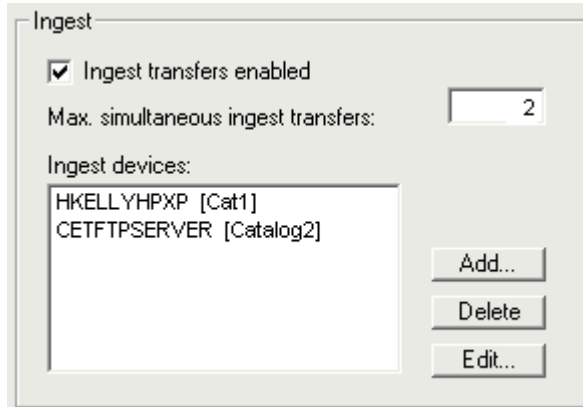 Ingest
Ingest transfers enabled
Max. simultaneous ingest transfers:
2
Ingest devices:
HKELLYHPXP [Cat1]
CETFTPSERVER [Catalog2]
Add...
Delete
Edit...